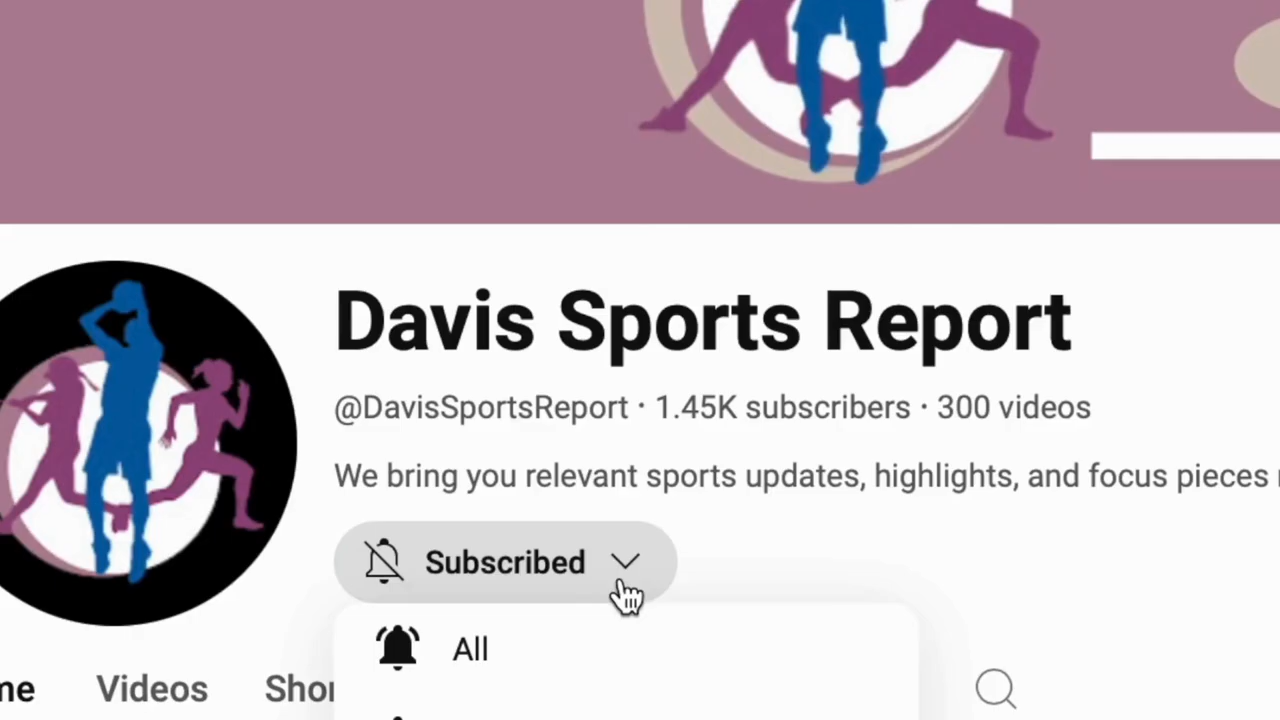 Davis Sports Report
@DavisSportsReport · 1.45K subscribers · 300 videos
We bring you relevant sports updates, highlights, and focus pieces
Subscribed
All
Videos